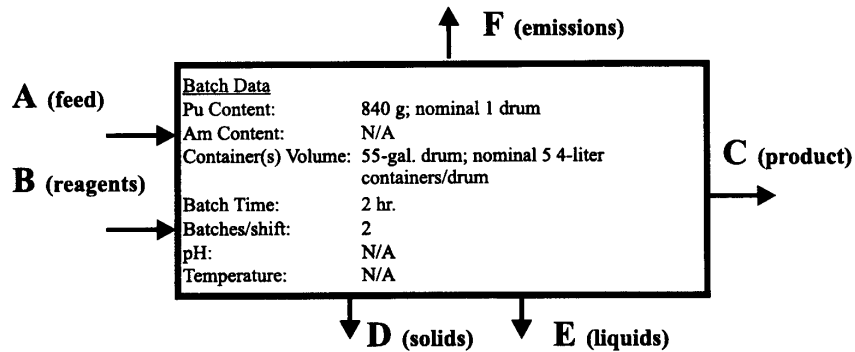 F (emissions)
A (feed)
B (reagents)
Batch Data
Pu Content: 840 g; nominal 1 drum
Am Content: N/A
Container(s) Volume: 55-gal. drum; nominal 5 4-liter
containers/drum
Batch Time: 2 hr.
Batches/shift: 2
pH: N/A
Temperature: N/A
C (product)
D (solids)
E (liquids)